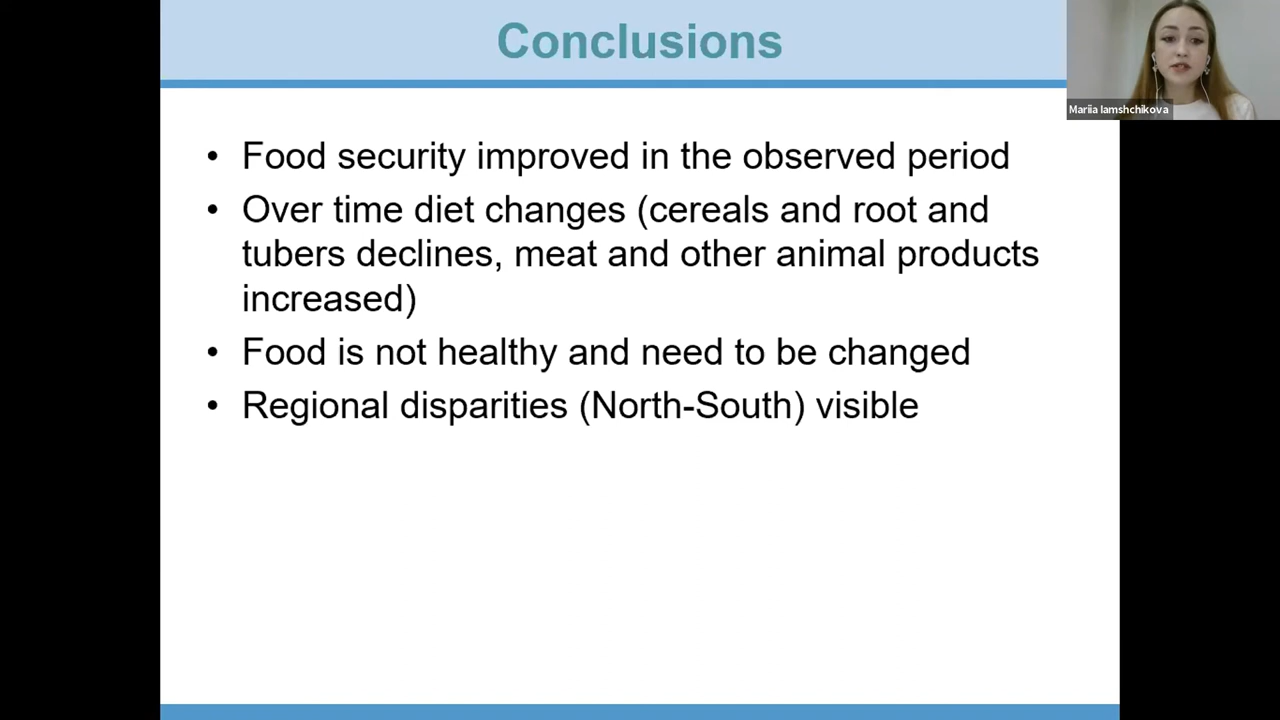 Conclusions
Mariia Iamshchikova
• Food security improved in the observed period
• Over time diet changes (cereals and root and
tubers declines, meat and other animal products
increased)
• Food is not healthy and need to be changed
• Regional disparities (North-South) visible